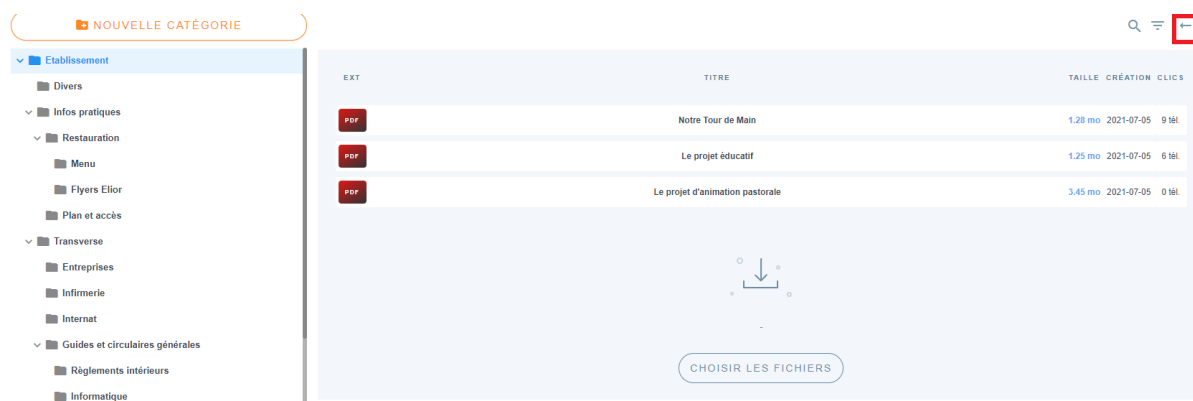 NOUVELLE CATÉGORIE
Etablissement
Divers
Infos pratiques
Restauration
Menu
Flyers Elior
Plan et accès
Transverse
Entreprises
Infirmerie
Internat
Guides et circulaires générales
Règlements intérieurs
Informatique
EXT TITRE TAILLE CRÉATION CLICS
PDF Notre Tour de Main 1.28 mo 2021-07-05 9 tél.
PDF Le projet éducatif 1.25 mo 2021-07-05 6 tél.
PDF Le projet d'animation pastorale 3.45 mo 2021-07-05 0 tél.
-
CHOISIR LES FICHIERS